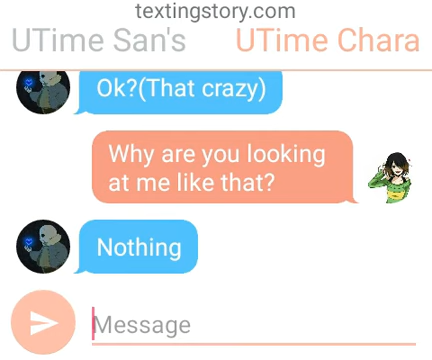 textingstory.com
UTime San's UTime Chara
Ok?(That crazy)
Why are you looking
at me like that?
Nothing
Message